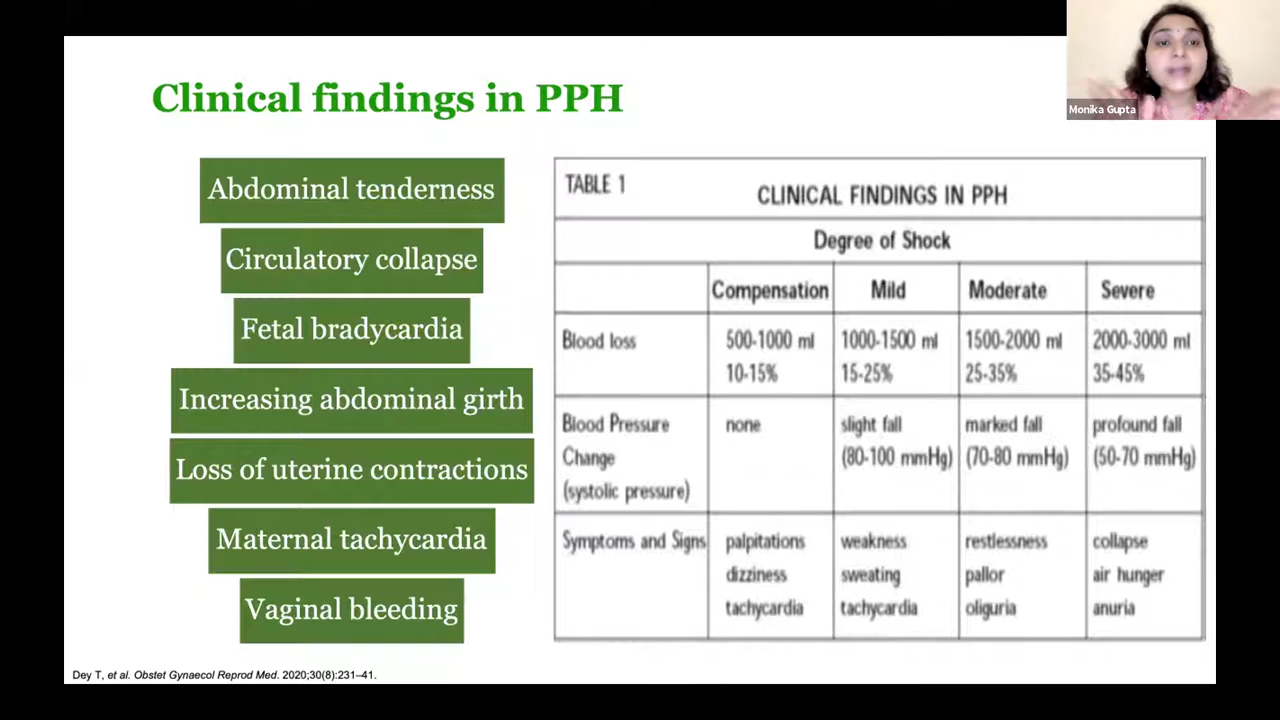 Monika Gupta
Clinical findings in PPH
Abdominal tenderness
Circulatory collapse
Fetal bradycardia
Increasing abdominal girth
Loss of uterine contractions
Maternal tachycardia
Vaginal bleeding
TABLE 1
CLINICAL FINDINGS IN PPH
Degree of Shock
Compensation Mild Moderate Severe
Blood loss 500-1000 ml 1000-1500 ml 1500-2000 ml 2000-3000 ml
10-15% 15-25% 25-35% 35-45%
Blood Pressure none slight fall marked fall profound fall
Change (80-100 mmHg) (70-80 mmHg) (50-70 mmHg)
(systolic pressure)
Symptoms and Signs palpitations weakness restlessness collapse
dizziness sweating pallor air hunger
tachycardia tachycardia oliguria anuria
Dey T, et al. Obstet Gynaecol Reprod Med. 2020;30(8):231–41.